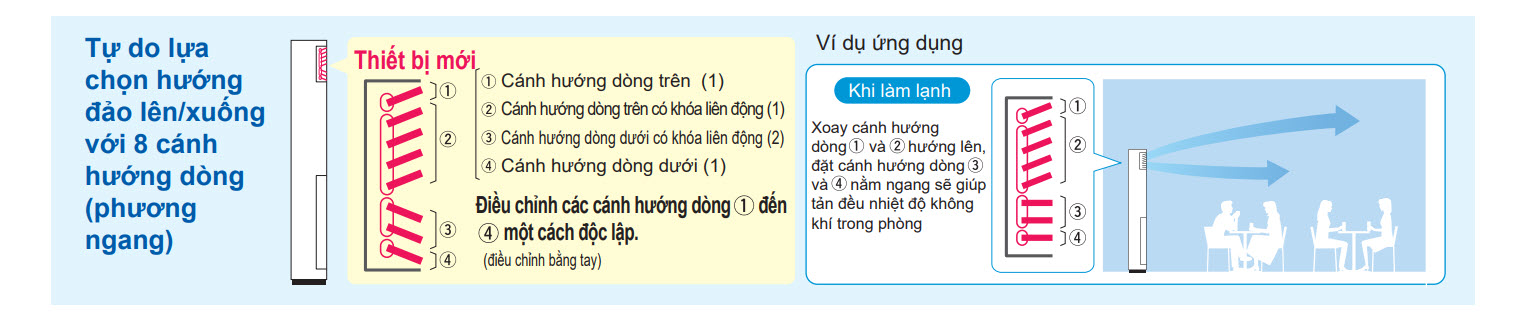 Tự do lựa
chọn hướng
đảo lên/xuống
với 8 cánh
hướng dòng
(phương
ngang)
Thiết bị mới
①
②
③
④
① Cánh hướng dòng trên (1)
② Cánh hướng dòng trên có khóa liên động (1)
③ Cánh hướng dòng dưới có khóa liên động (2)
④ Cánh hướng dòng dưới (1)
Điều chỉnh các cánh hướng dòng ① đến
④ một cách độc lập.
(điều chỉnh bằng tay)
Ví dụ ứng dụng
Khi làm lạnh
Xoay cánh hướng
dòng ① và ② hướng lên,
đặt cánh hướng dòng ③
và ④ nằm ngang sẽ giúp
tản đều nhiệt độ không
khí trong phòng
①
②
③
④